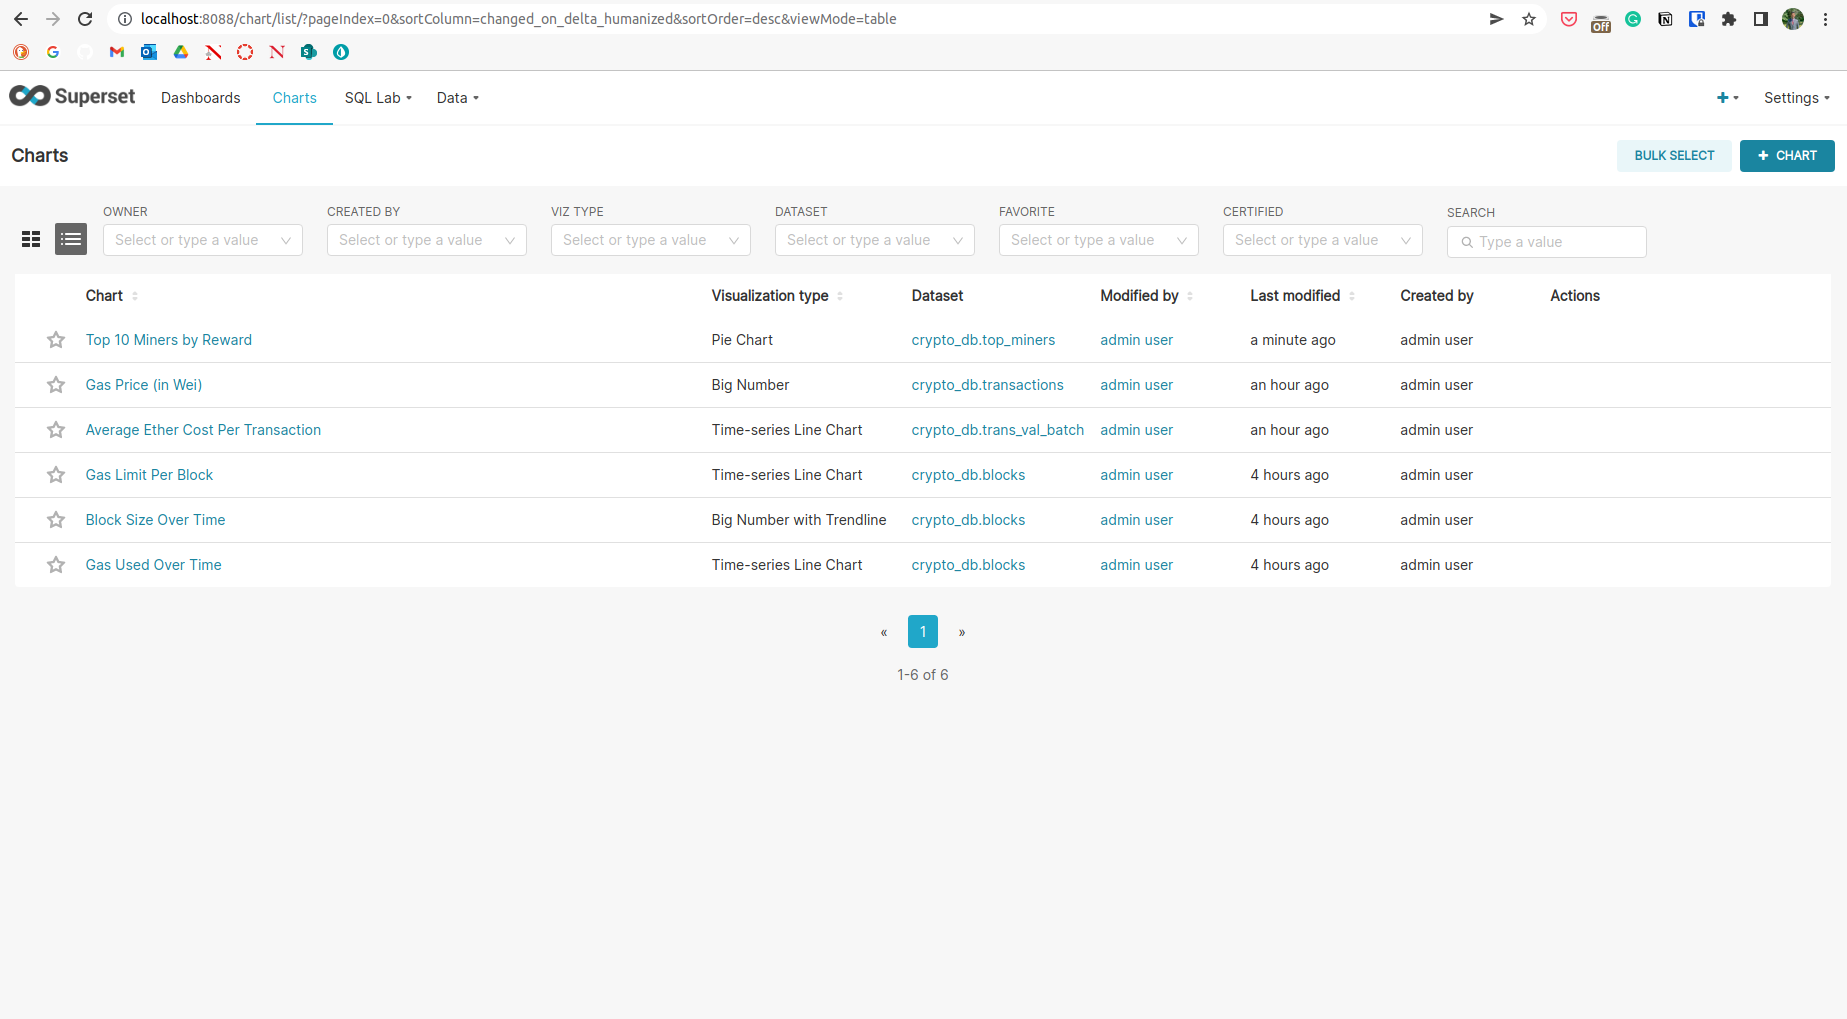 localhost:8088/chart/list/?pageIndex=0&sortColumn=changed_on_delta_humanized&sortOrder=desc&viewMode=table
Off
Superset Dashboards Charts SQL Lab Data + Settings
Charts BULK SELECT + CHART
OWNER CREATED BY VIZ TYPE DATASET FAVORITE CERTIFIED SEARCH
Select or type a value Select or type a value Select or type a value Select or type a value Select or type a value Select or type a value Type a value
Chart Visualization type Dataset Modified by Last modified Created by Actions
Top 10 Miners by Reward Pie Chart crypto_db.top_miners admin user a minute ago admin user
Gas Price (in Wei) Big Number crypto_db.transactions admin user an hour ago admin user
Average Ether Cost Per Transaction Time-series Line Chart crypto_db.trans_val_batch admin user an hour ago admin user
Gas Limit Per Block Time-series Line Chart crypto_db.blocks admin user 4 hours ago admin user
Block Size Over Time Big Number with Trendline crypto_db.blocks admin user 4 hours ago admin user
Gas Used Over Time Time-series Line Chart crypto_db.blocks admin user 4 hours ago admin user
« 1 »
1-6 of 6